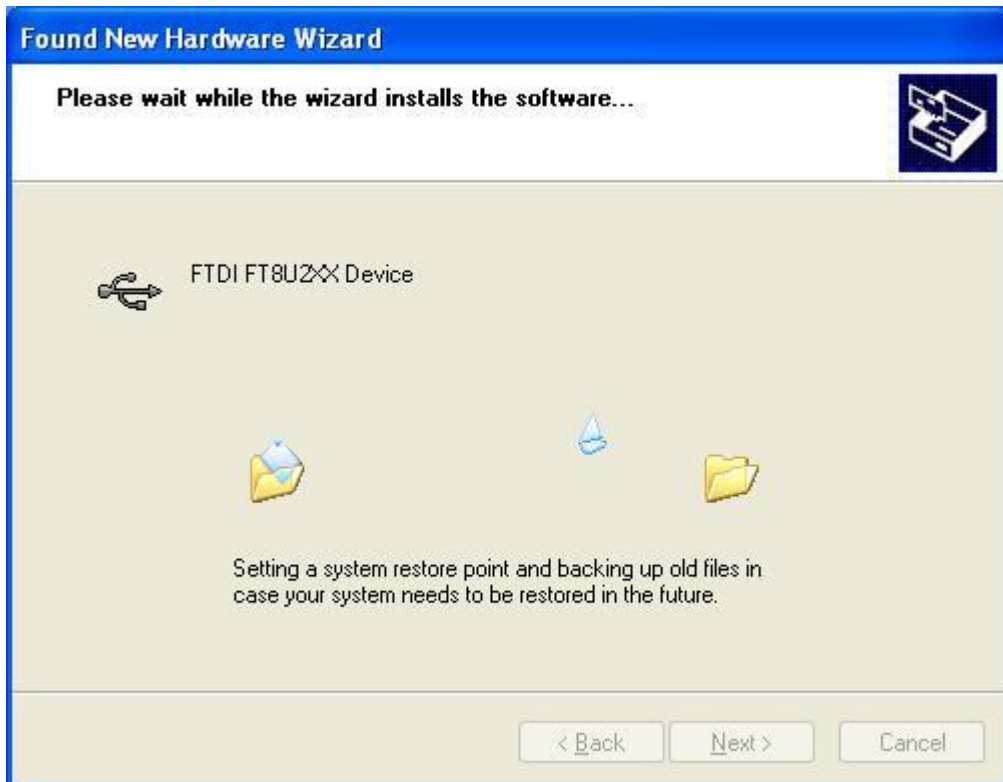 Found New Hardware Wizard
Please wait while the wizard installs the software...
FTDI FT8U2XX Device
Setting a system restore point and backing up old files in
case your system needs to be restored in the future.
< Back
Next >
Cancel